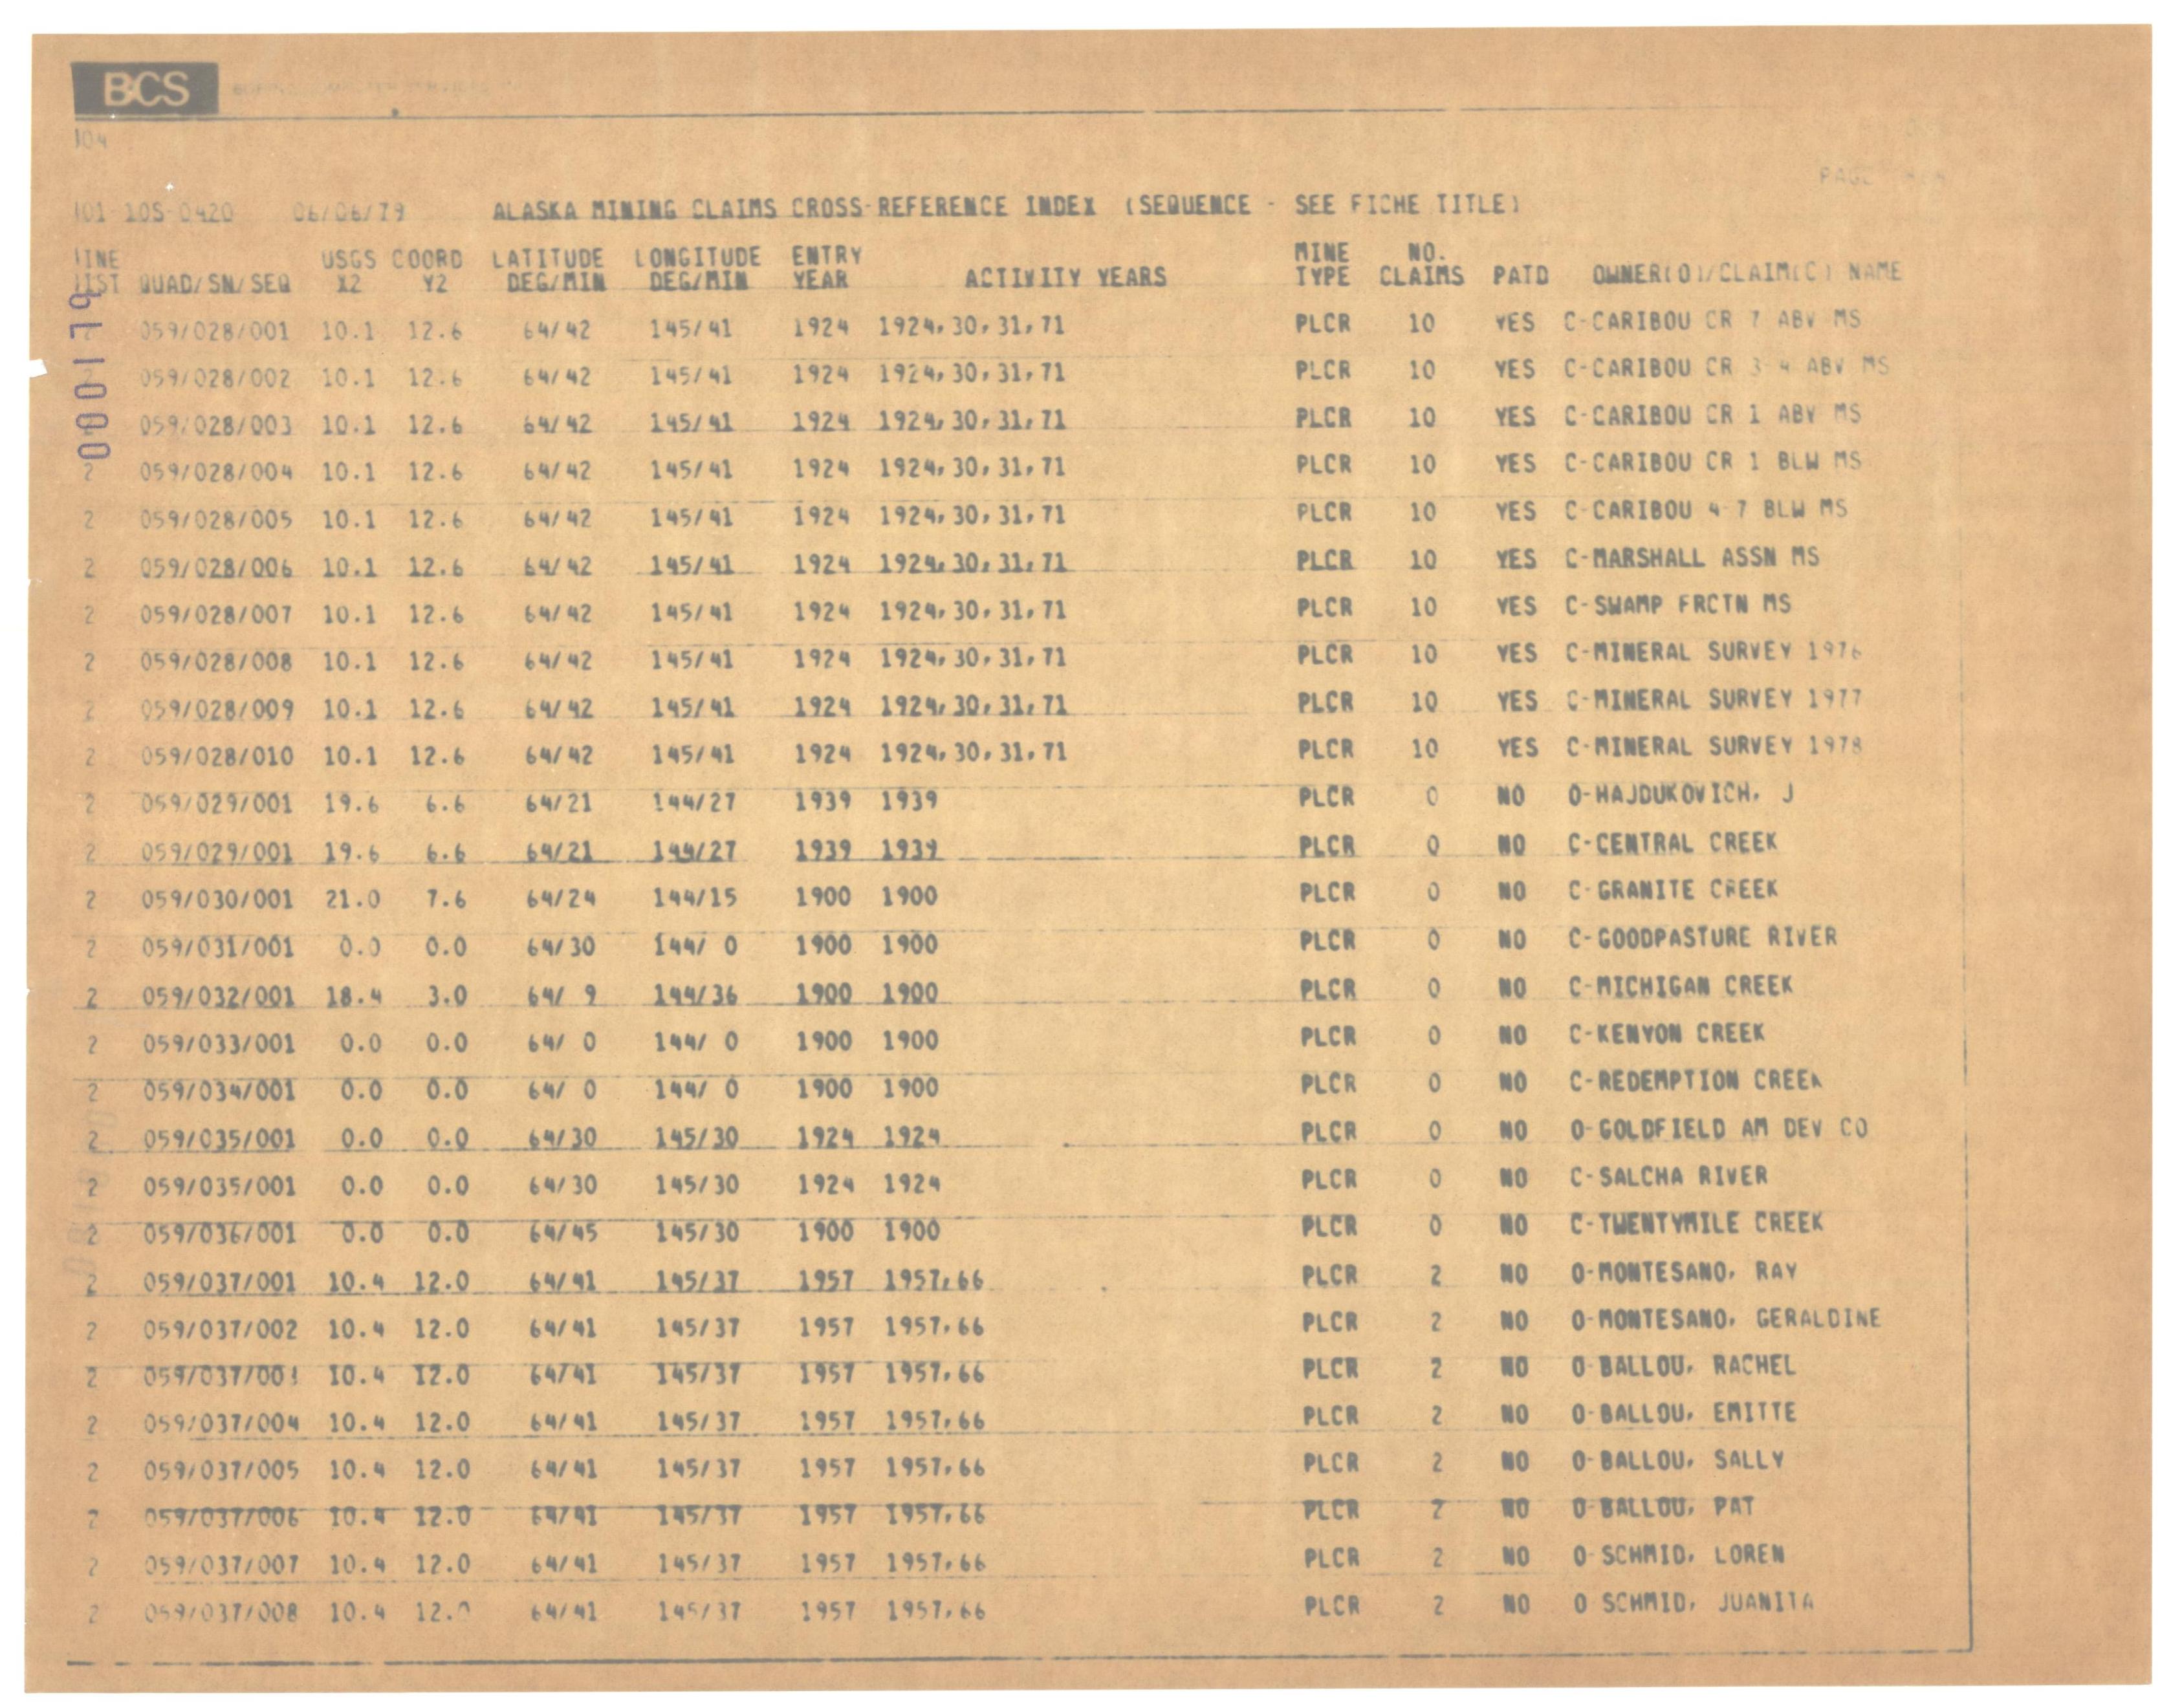 BCS BOEING COMPUTER SERVICES
104
PAGE
101-105-0420 06/06/79 ALASKA MINING CLAIMS CROSS-REFERENCE INDEX (SEQUENCE - SEE FICHE TITLE)
LINE USGS COORD LATITUDE LONGITUDE ENTRY MINE NO.
LIST QUAD/SN/SEQ X2 Y2 DEG/MIN DEG/MIN YEAR ACTIVITY YEARS TYPE CLAIMS PATD OWNER(O)/CLAIM(C) NAME
2 059/028/001 10.1 12.6 64/42 145/41 1924 1924,30,31,71 PLCR 10 YES C-CARIBOU CR 7 ABV MS
2 059/028/002 10.1 12.6 64/42 145/41 1924 1924,30,31,71 PLCR 10 YES C-CARIBOU CR 3-4 ABV MS
2 059/028/003 10.1 12.6 64/42 145/41 1924 1924,30,31,71 PLCR 10 YES C-CARIBOU CR 1 ABV MS
2 059/028/004 10.1 12.6 64/42 145/41 1924 1924,30,31,71 PLCR 10 YES C-CARIBOU CR 1 BLW MS
2 059/028/005 10.1 12.6 64/42 145/41 1924 1924,30,31,71 PLCR 10 YES C-CARIBOU 4-7 BLW MS
2 059/028/006 10.1 12.6 64/42 145/41 1924 1924,30,31,71 PLCR 10 YES C-MARSHALL ASSN MS
2 059/028/007 10.1 12.6 64/42 145/41 1924 1924,30,31,71 PLCR 10 YES C-SWAMP FRCTN MS
2 059/028/008 10.1 12.6 64/42 145/41 1924 1924,30,31,71 PLCR 10 YES C-MINERAL SURVEY 1976
2 059/028/009 10.1 12.6 64/42 145/41 1924 1924,30,31,71 PLCR 10 YES C-MINERAL SURVEY 1977
2 059/028/010 10.1 12.6 64/42 145/41 1924 1924,30,31,71 PLCR 10 YES C-MINERAL SURVEY 1978
2 059/029/001 19.6 6.6 64/21 144/27 1939 1939 PLCR 0 NO O-HAJDUKOVICH, J
2 059/029/001 19.6 6.6 64/21 144/27 1939 1939 PLCR 0 NO C-CENTRAL CREEK
2 059/030/001 21.0 7.6 64/24 144/15 1900 1900 PLCR 0 NO C-GRANITE CREEK
2 059/031/001 0.0 0.0 64/30 144/ 0 1900 1900 PLCR 0 NO C-GOODPASTURE RIVER
2 059/032/001 18.4 3.0 64/ 9 144/36 1900 1900 PLCR 0 NO C-MICHIGAN CREEK
2 059/033/001 0.0 0.0 64/ 0 144/ 0 1900 1900 PLCR 0 NO C-KENYON CREEK
2 059/034/001 0.0 0.0 64/ 0 144/ 0 1900 1900 PLCR 0 NO C-REDEMPTION CREEK
2 059/035/001 0.0 0.0 64/30 145/30 1924 1924 PLCR 0 NO O-GOLDFIELD AM DEV CO
2 059/035/001 0.0 0.0 64/30 145/30 1924 1924 PLCR 0 NO C-SALCHA RIVER
2 059/036/001 0.0 0.0 64/45 145/30 1900 1900 PLCR 0 NO C-TWENTYMILE CREEK
2 059/037/001 10.4 12.0 64/41 145/37 1957 1957,66 PLCR 2 NO O-MONTESANO, RAY
2 059/037/002 10.4 12.0 64/41 145/37 1957 1957,66 PLCR 2 NO O-MONTESANO, GERALDINE
2 059/037/003 10.4 12.0 64/41 145/37 1957 1957,66 PLCR 2 NO O-BALLOU, RACHEL
2 059/037/004 10.4 12.0 64/41 145/37 1957 1957,66 PLCR 2 NO O-BALLOU, EMITTE
2 059/037/005 10.4 12.0 64/41 145/37 1957 1957,66 PLCR 2 NO O-BALLOU, SALLY
2 059/037/006 10.4 12.0 64/41 145/37 1957 1957,66 PLCR 2 NO O-BALLOU, PAT
2 059/037/007 10.4 12.0 64/41 145/37 1957 1957,66 PLCR 2 NO O-SCHMID, LOREN
2 059/037/008 10.4 12.0 64/41 145/37 1957 1957,66 PLCR 2 NO O SCHMID, JUANITA